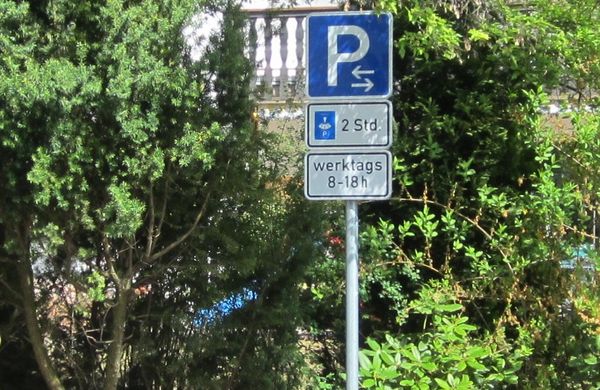 P
2 Std.
werktags
8-18h